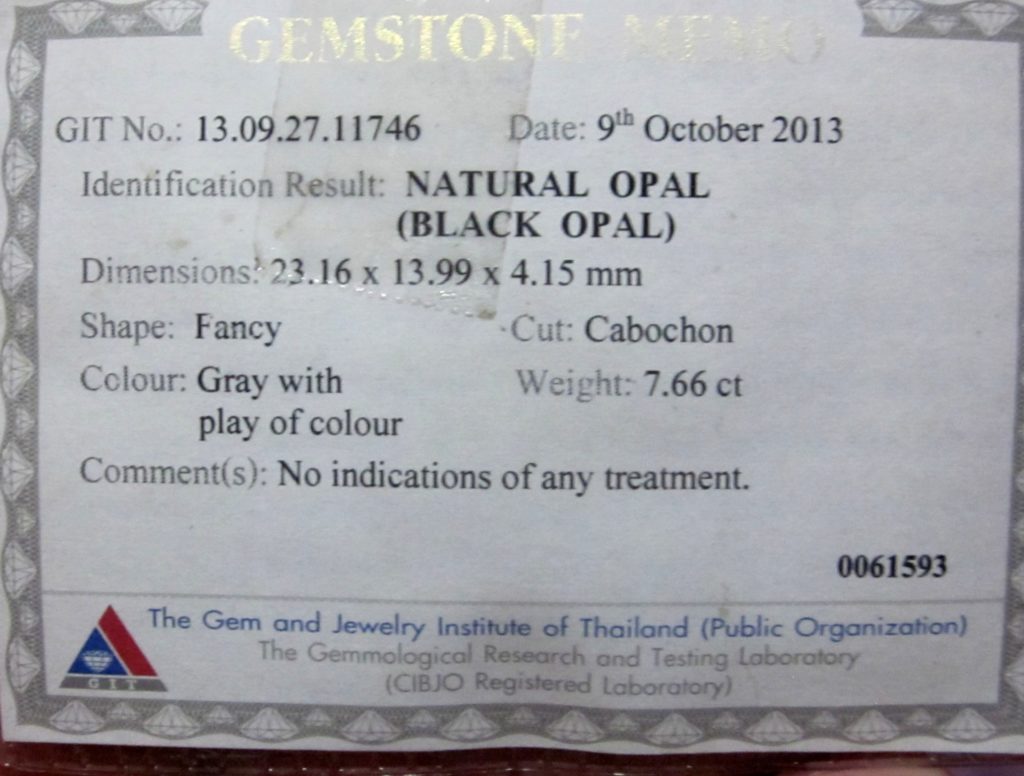 GEMSTONE MEMO
GIT No.: 13.09.27.11746 Date: 9th October 2013
Identification Result: NATURAL OPAL
(BLACK OPAL)
Dimensions: 23.16 x 13.99 x 4.15 mm
Shape: Fancy Cut: Cabochon
Colour: Gray with Weight: 7.66 ct
play of colour
Comment(s): No indications of any treatment.
0061593
The Gem and Jewelry Institute of Thailand (Public Organization)
The Gemmological Research and Testing Laboratory
(CIBJO Registered Laboratory)
GIT